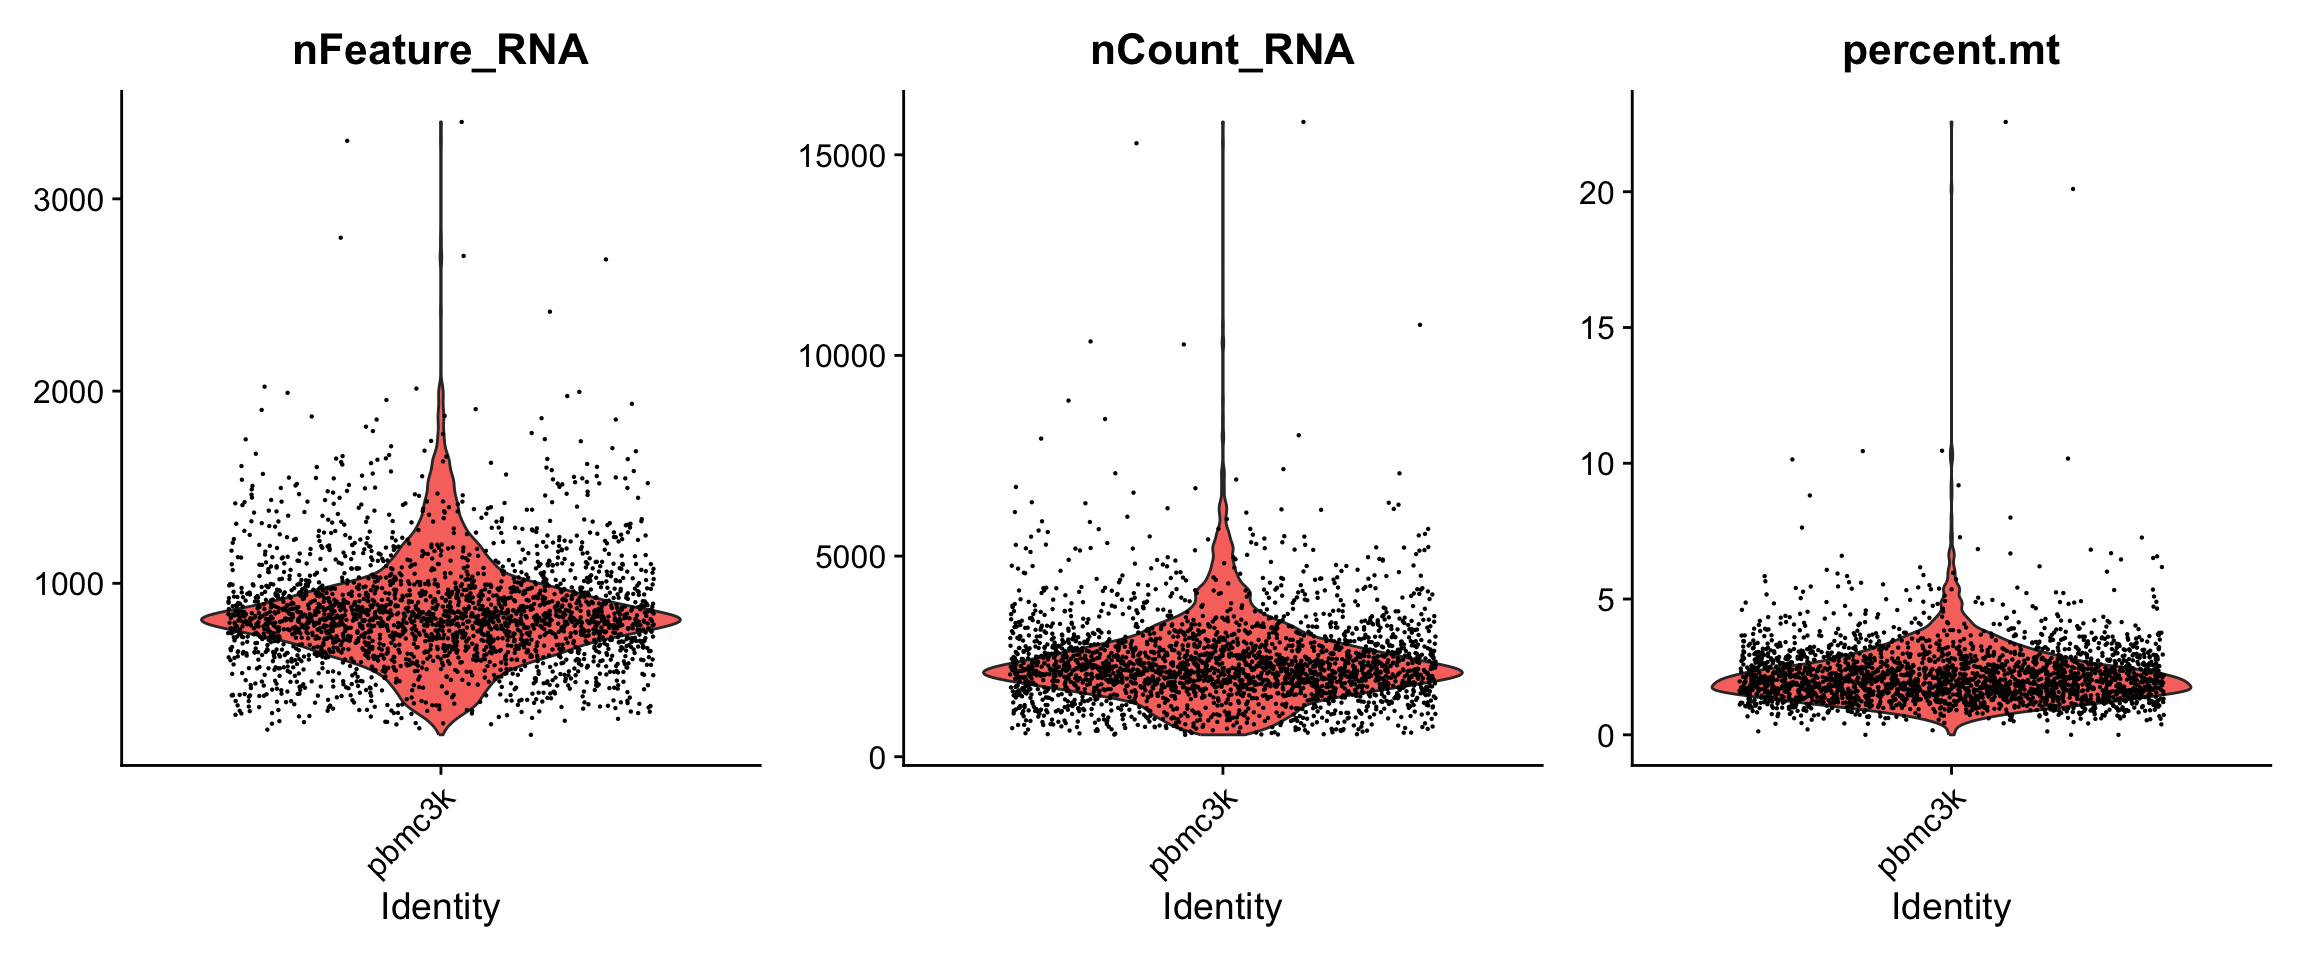 nFeature_RNA
3000
2000
1000
pbmc3k
Identity
nCount_RNA
15000
10000
5000
0
pbmc3k
Identity
percent.mt
20
15
10
5
0
pbmc3k
Identity